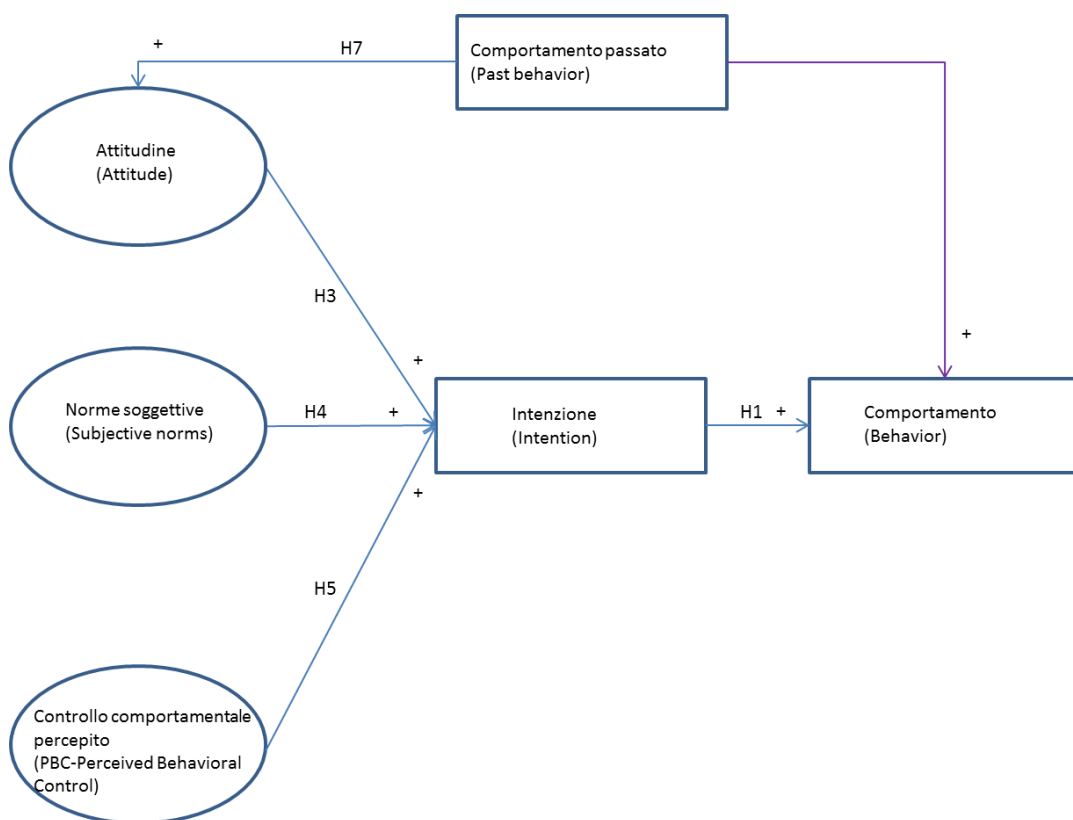 +
H7
Comportamento passato
(Past behavior)
Attitudine
(Attitude)
H3
+
+
Norme soggettive
(Subjective norms)
H4
+
Intenzione
(Intention)
H1
+
Comportamento
(Behavior)
+
H5
Controllo comportamentale
percepito
(PBC-Perceived Behavioral
Control)